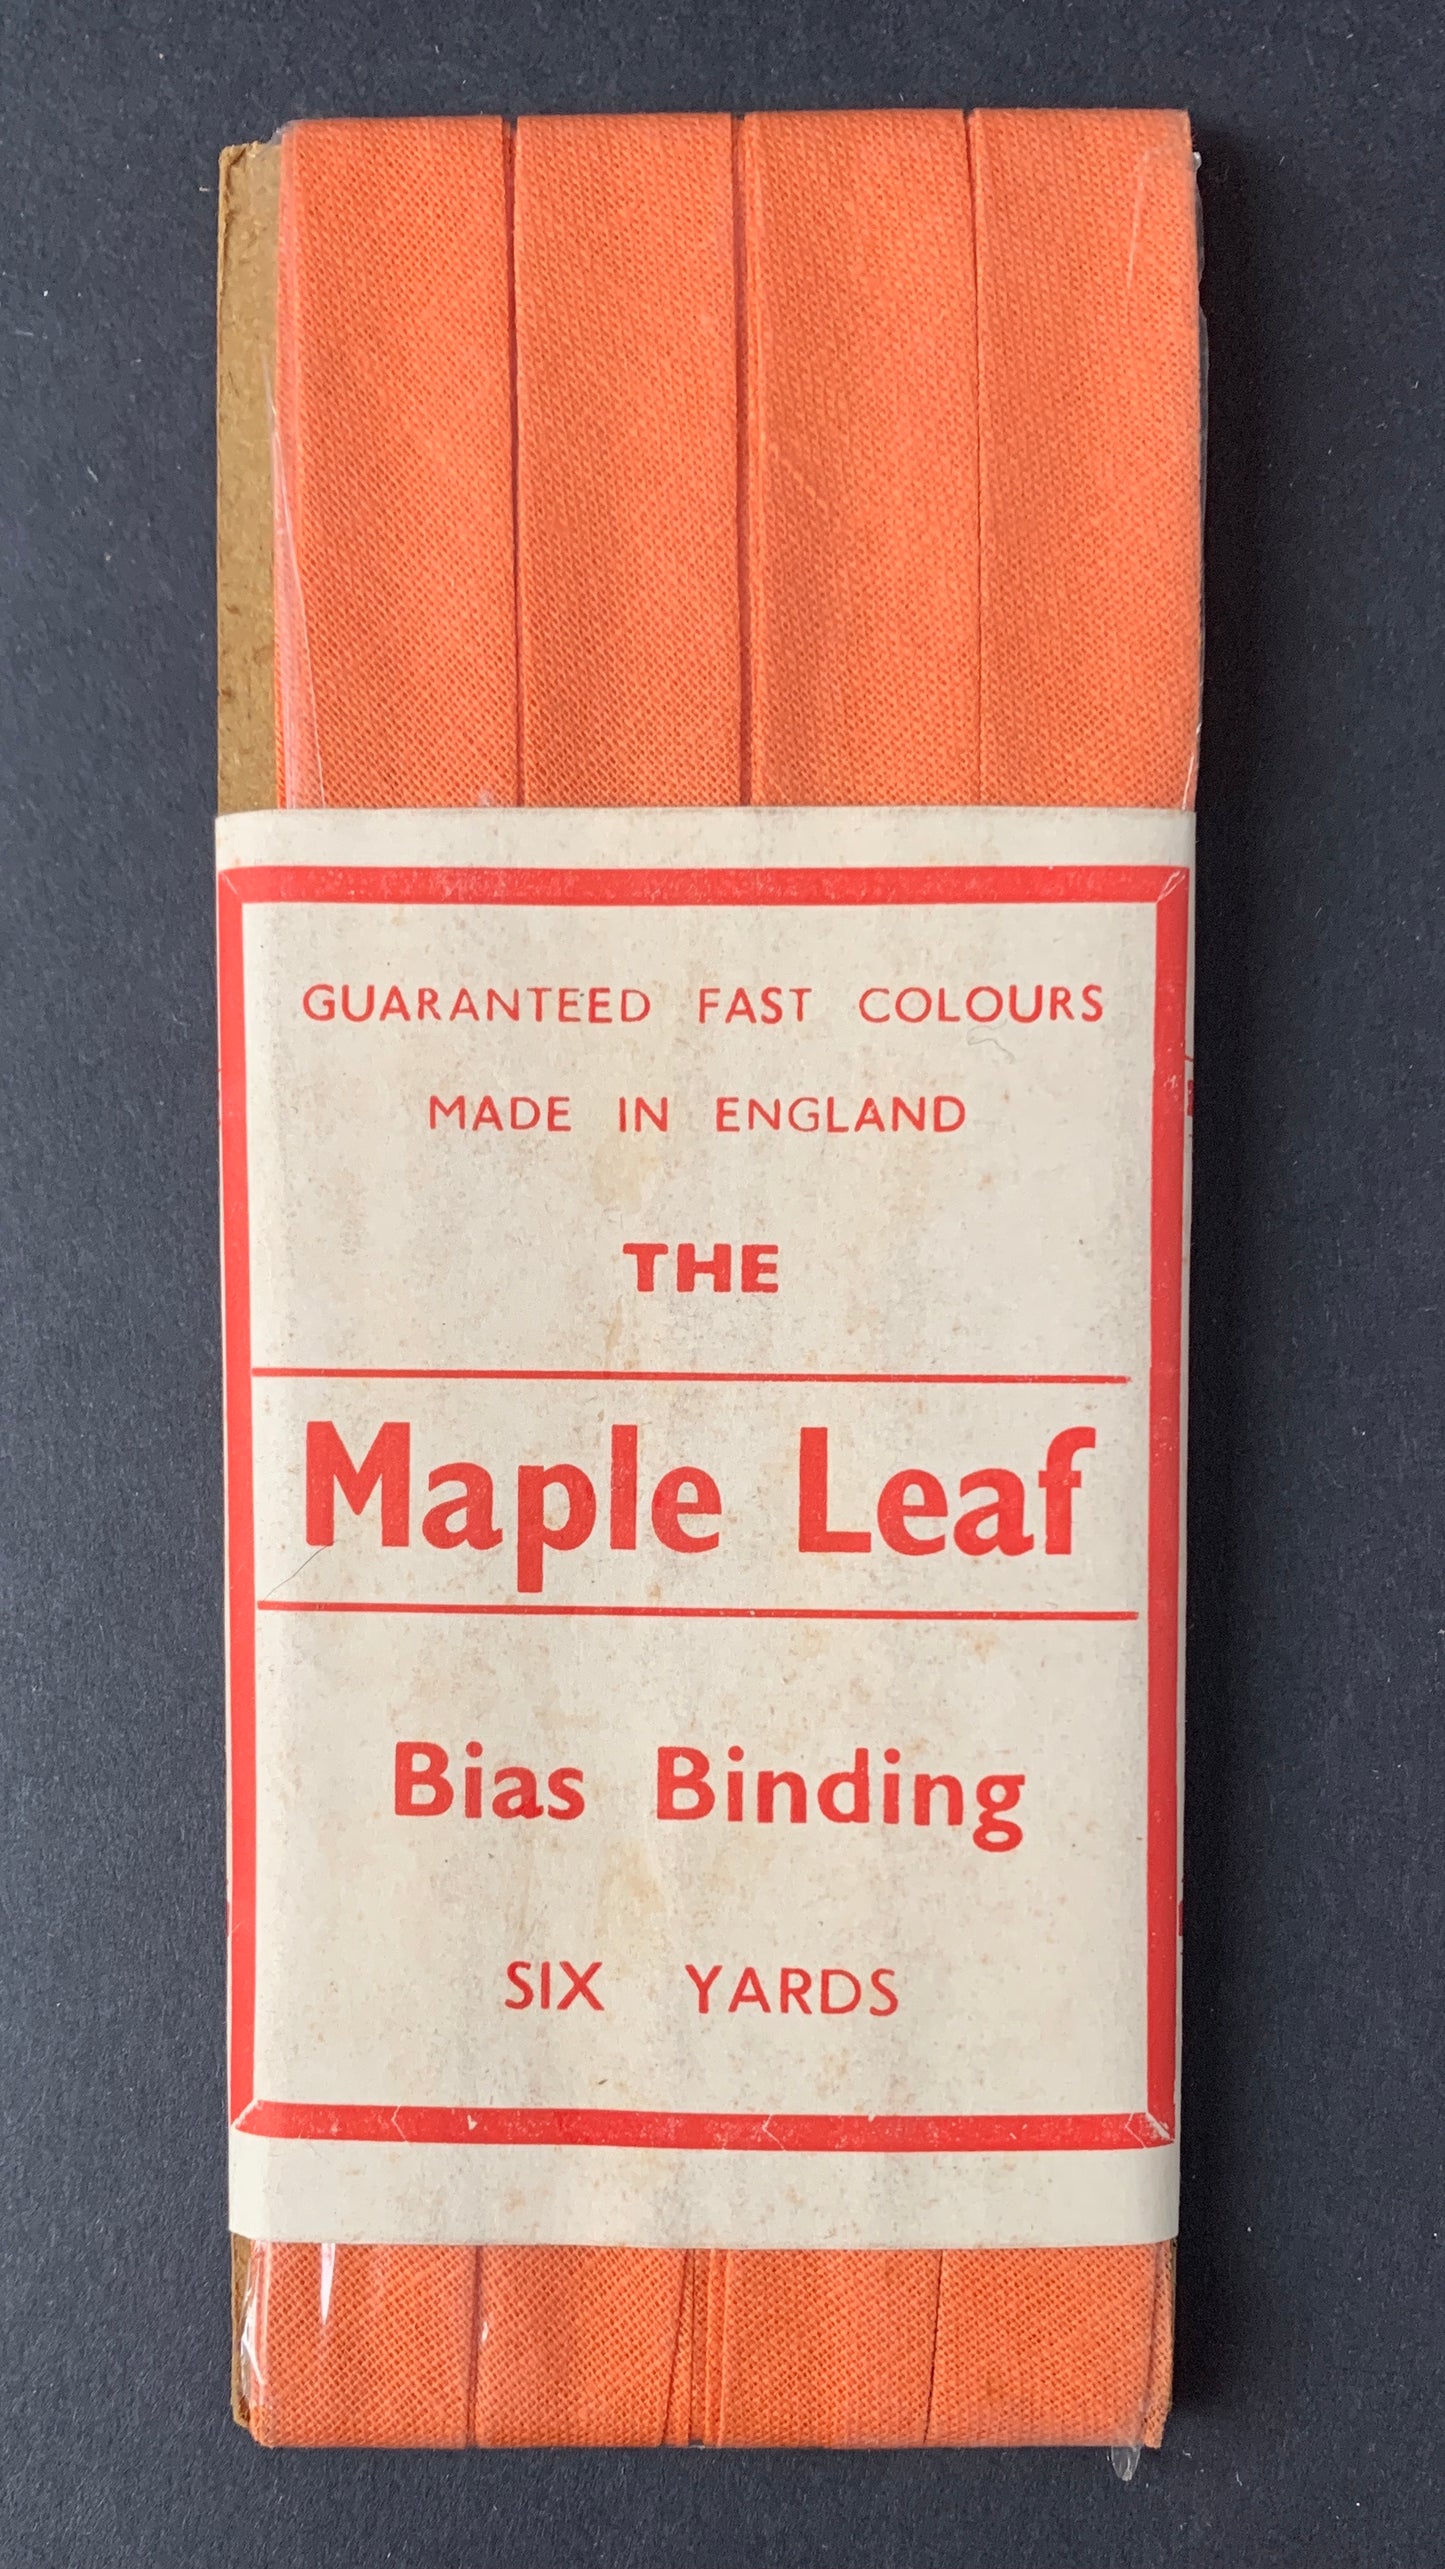 GUARANTEED FAST COLOURS
MADE IN ENGLAND
THE
Maple Leaf
Bias Binding
SIX YARDS